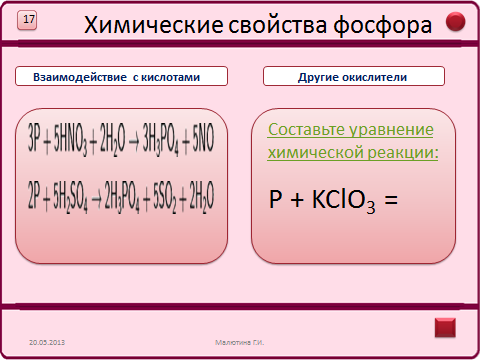 17
Химические свойства фосфора
Взаимодействие с кислотами
Другие окислители
3P + 5HNO₃ + 2H₂O → 3H₃PO₄ + 5NO
2P + 5H₂SO₄ → 2H₃PO₄ + 5SO₂ + 2H₂O
Составьте уравнение
химической реакции:
P + KClO₃ =
20.05.2013
Малютина Г.И.